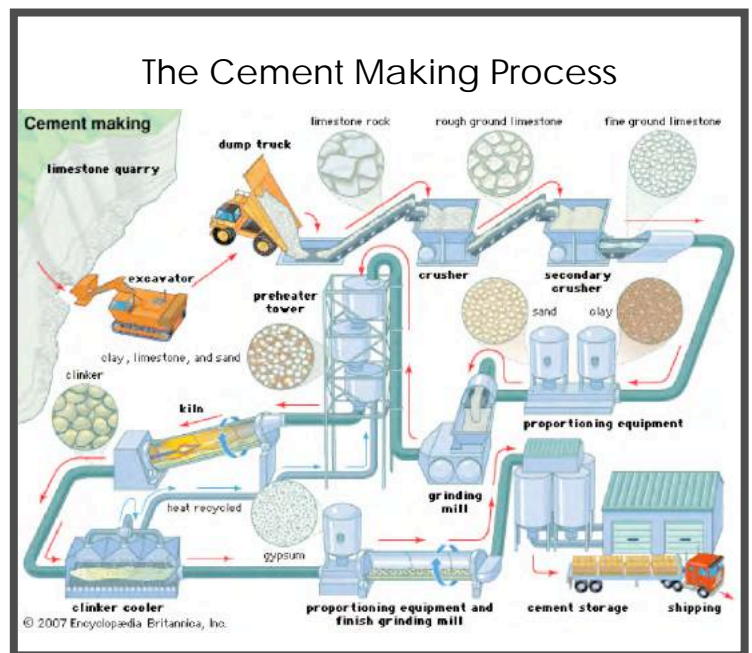 The Cement Making Process
Cement making
limestone quarry
dump truck
limestone rock
rough ground limestone
fine ground limestone
excavator
crusher
secondary
crusher
preheater
tower
sand
clay
clay, limestone, and sand
clinker
kiln
proportioning equipment
grinding
mill
heat recycled
gypsum
clinker cooler
proportioning equipment and
finish grinding mill
cement storage
shipping
© 2007 Encyclopædia Britannica, Inc.